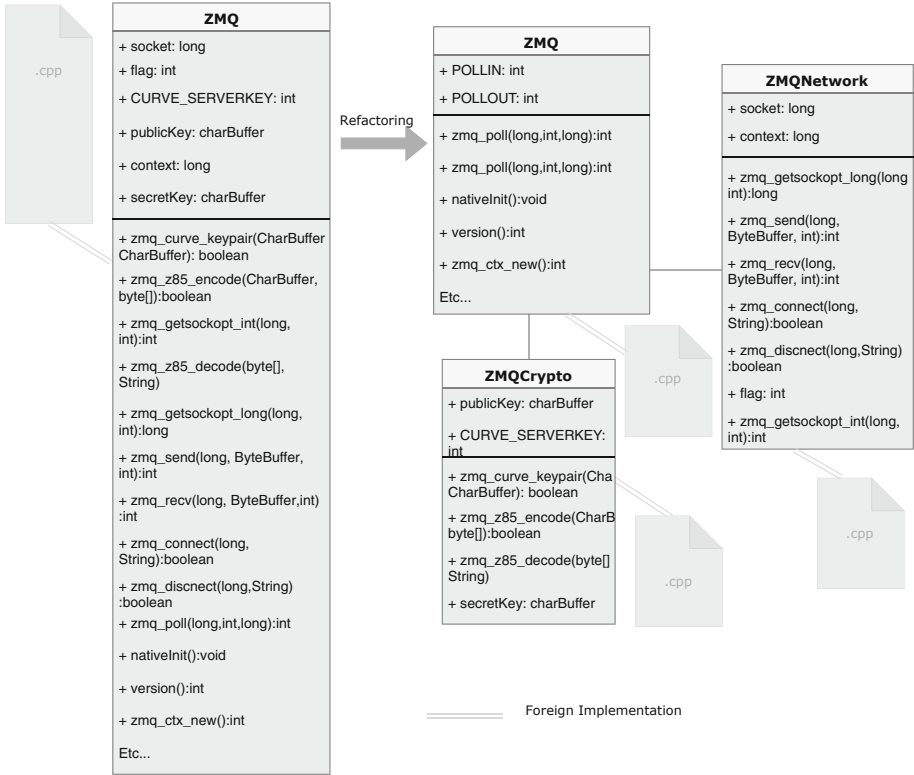 .cpp
ZMQ
+ socket: long
+ flag: int
+ CURVE_SERVERKEY: int
+ publicKey: charBuffer
+ context: long
+ secretKey: charBuffer
+ zmq_curve_keypair(CharBuffer
CharBuffer): boolean
+ zmq_z85_encode(CharBuffer,
byte[]):boolean
+ zmq_getsockopt_int(long,
int):int
+ zmq_z85_decode(byte[],
String)
+ zmq_getsockopt_long(long,
int):long
+ zmq_send(long, ByteBuffer,
int):int
+ zmq_recv(long, ByteBuffer,int)
:int
+ zmq_connect(long,
String):boolean
+ zmq_discnect(long,String)
:boolean
+ zmq_poll(long,int,long):int
+ nativeInit():void
+ version():int
+ zmq_ctx_new():int
Etc...
Refactoring
ZMQ
+ POLLIN: int
+ POLLOUT: int
+ zmq_poll(long,int,long):int
+ zmq_poll(long,int,long):int
+ nativeInit():void
+ version():int
+ zmq_ctx_new():int
Etc...
.cpp
ZMQCrypto
+ publicKey: charBuffer
+ CURVE_SERVERKEY:
int
+ zmq_curve_keypair(Cha
CharBuffer): boolean
+ zmq_z85_encode(CharB
byte[]):boolean
+ zmq_z85_decode(byte[]
String)
+ secretKey: charBuffer
.cpp
ZMQNetwork
+ socket: long
+ context: long
+ zmq_getsockopt_long(long
int):long
+ zmq_send(long,
ByteBuffer, int):int
+ zmq_recv(long,
ByteBuffer, int):int
+ zmq_connect(long,
String):boolean
+ zmq_discnect(long,String)
:boolean
+ flag: int
+ zmq_getsockopt_int(long,
int):int
.cpp
Foreign Implementation